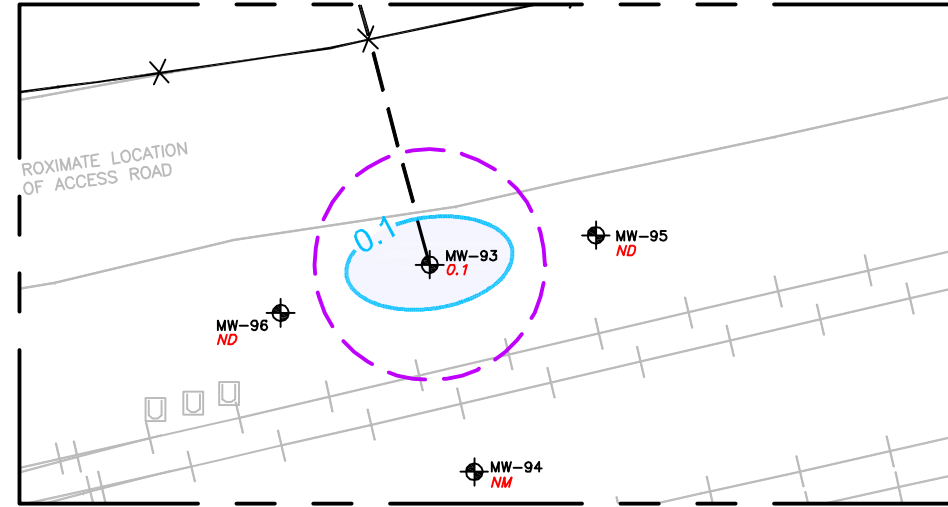 ROXIMATE LOCATION
OF ACCESS ROAD
0.1
MW-93
0.1
MW-95
ND
MW-96
ND
MW-94
NM